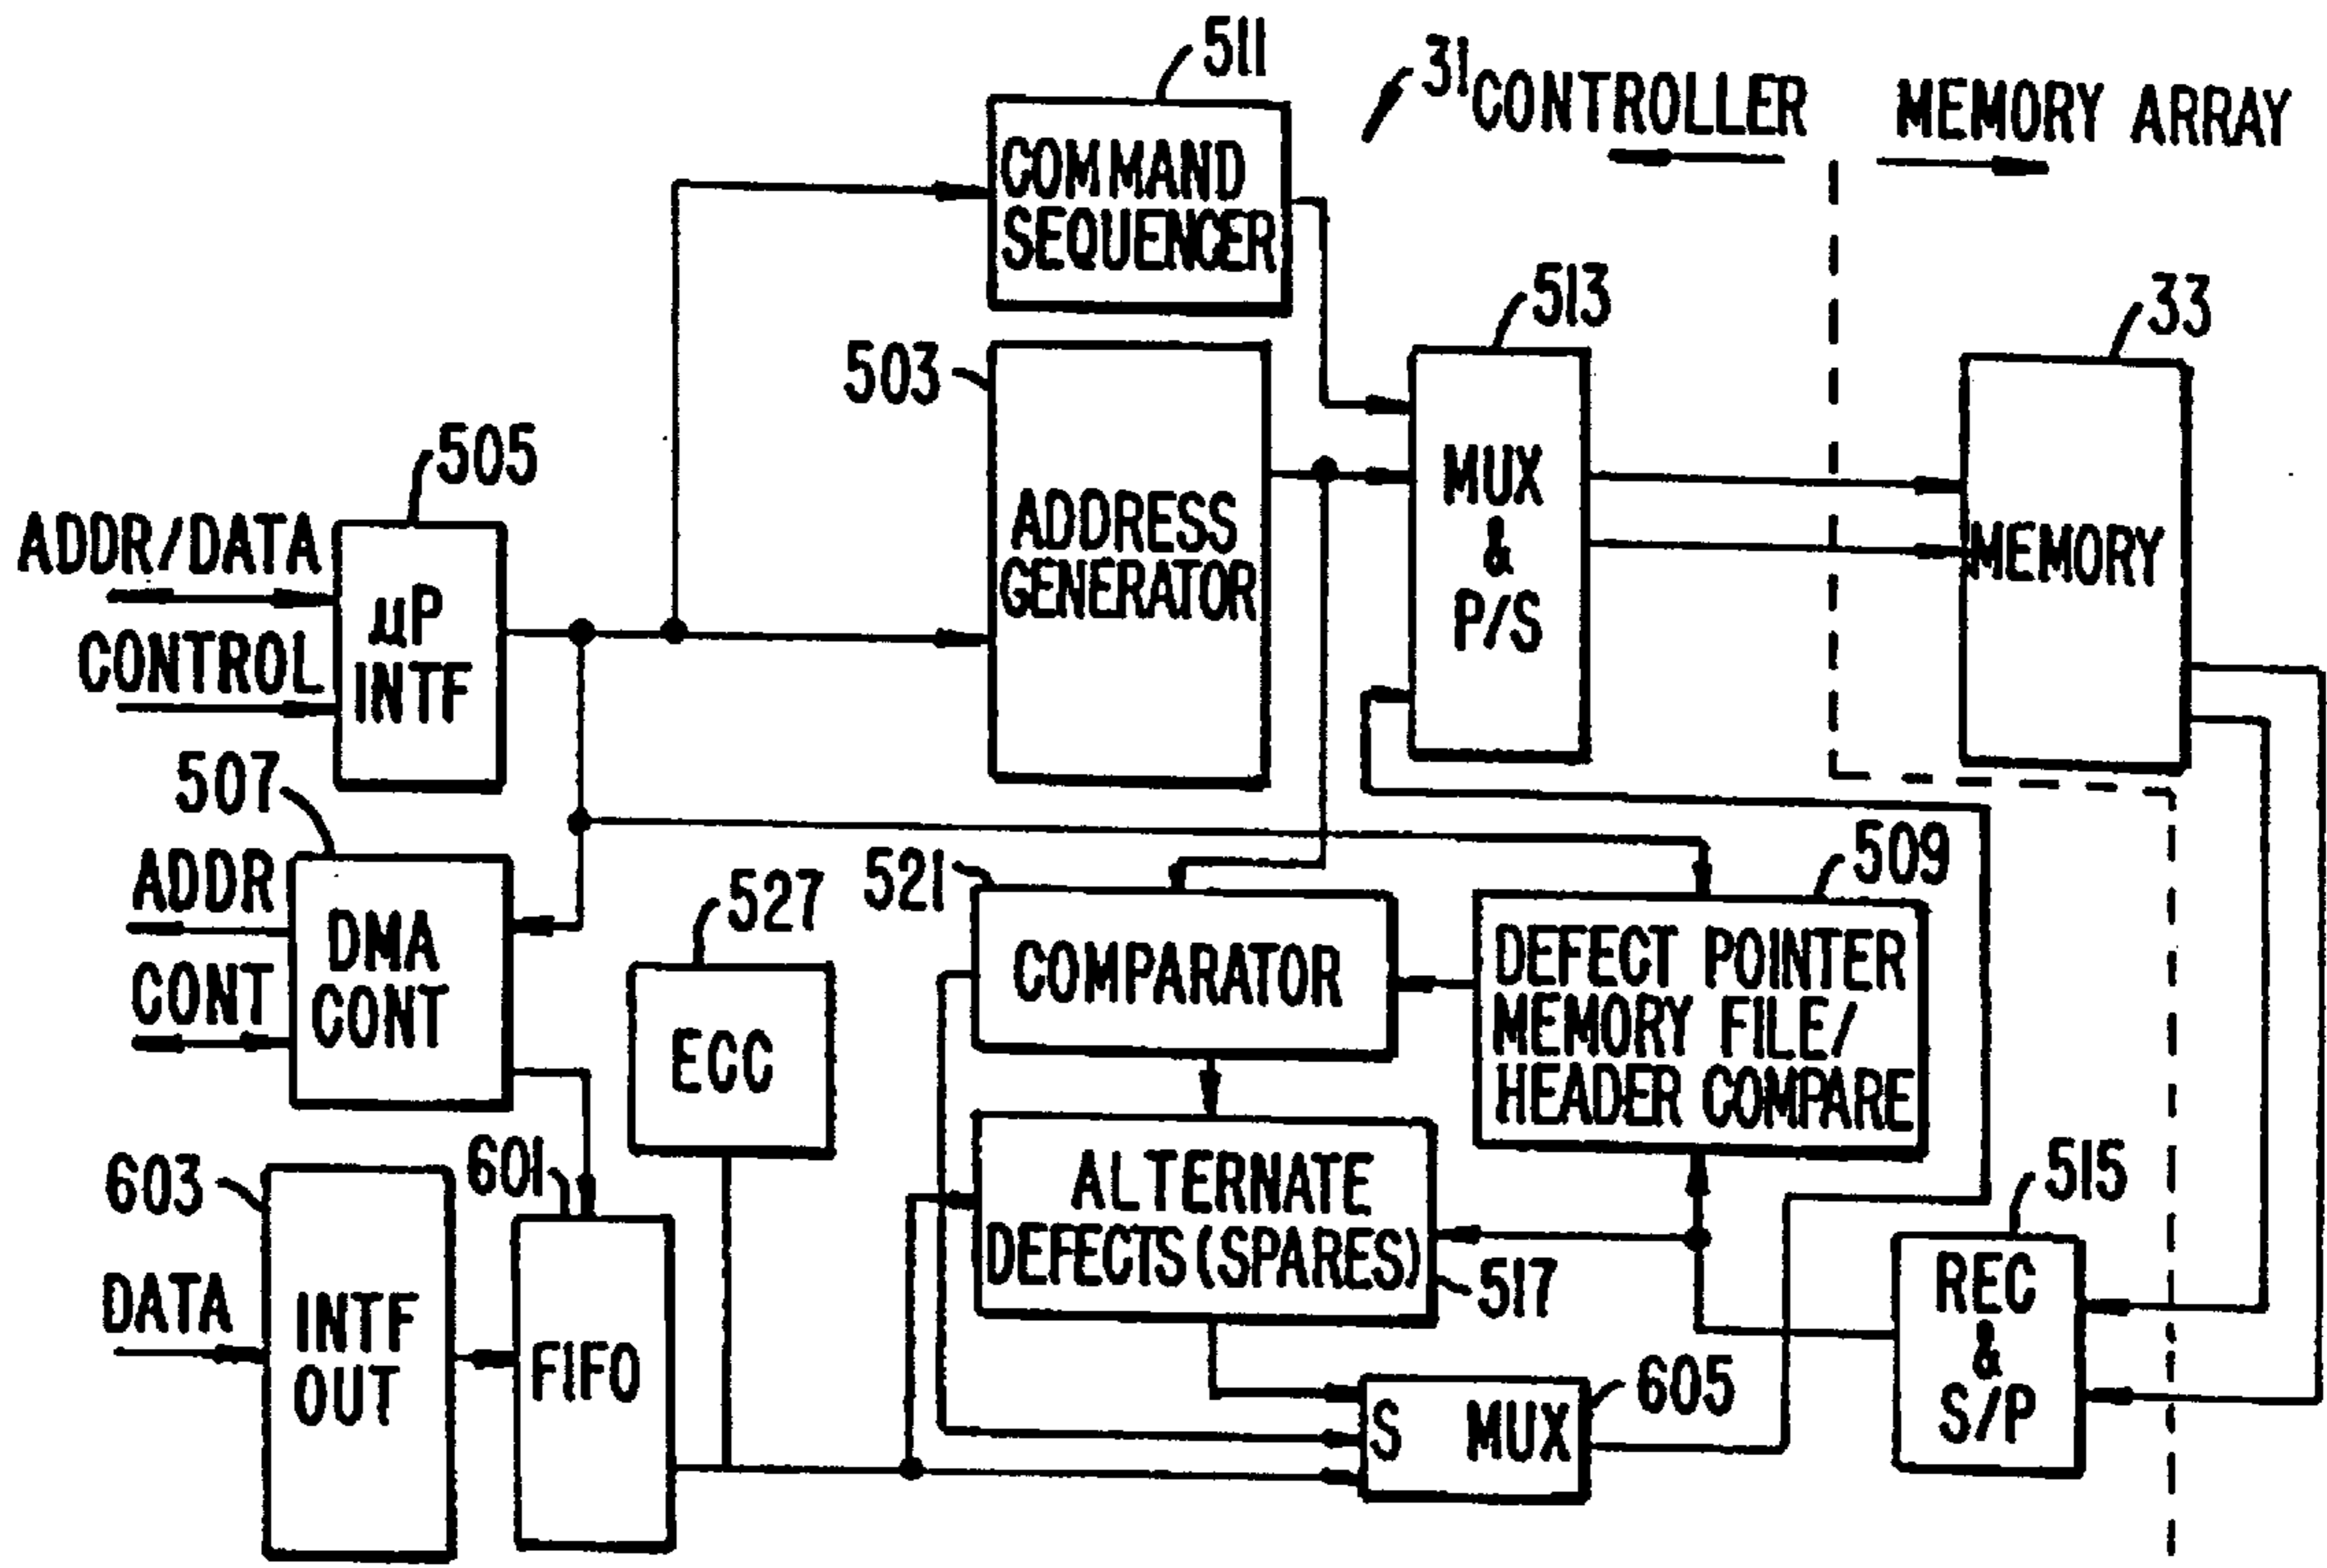 511
31
CONTROLLER
MEMORY ARRAY
COMMAND
SEQUENCER
513
33
503
505
ADDRESS
GENERATOR
MUX
&
P/S
MEMORY
ADDR/DATA
CONTROL
μP
INTF
507
ADDR
CONT
DMA
CONT
527
ECC
521
COMPARATOR
509
DEFECT POINTER
MEMORY FILE/
HEADER COMPARE
603
601
ALTERNATE
DEFECTS (SPARES)
517
515
REC
&
S/P
DATA
INTF
OUT
FIFO
S MUX
605